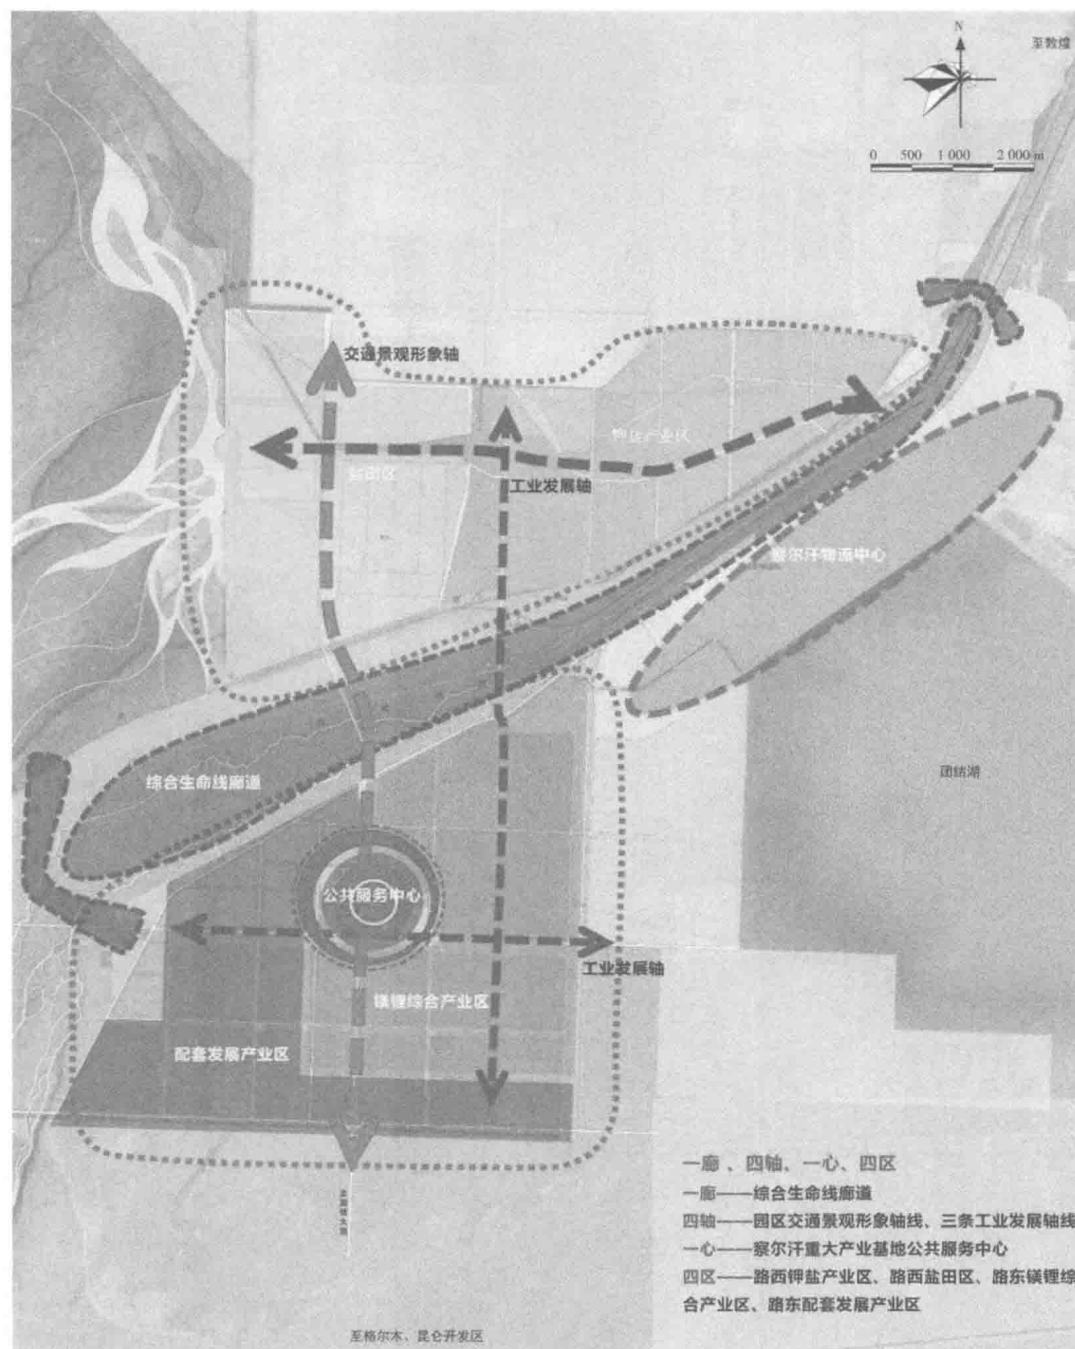 N
至敦煌
0 500 1 000 2 000 m
交通景观形象轴
钾盐产业区
盐田区
工业发展轴
察尔汗物流中心
综合生命线廊道
团结湖
公共服务中心
工业发展轴
镁锂综合产业区
配套发展产业区
一廊、四轴、一心、四区
一廊——综合生命线廊道
四轴——园区交通景观形象轴线、三条工业发展轴线
一心——察尔汗重大产业基地公共服务中心
四区——路西钾盐产业区、路西盐田区、路东镁锂综
合产业区、路东配套发展产业区
至格尔木、昆仑开发区